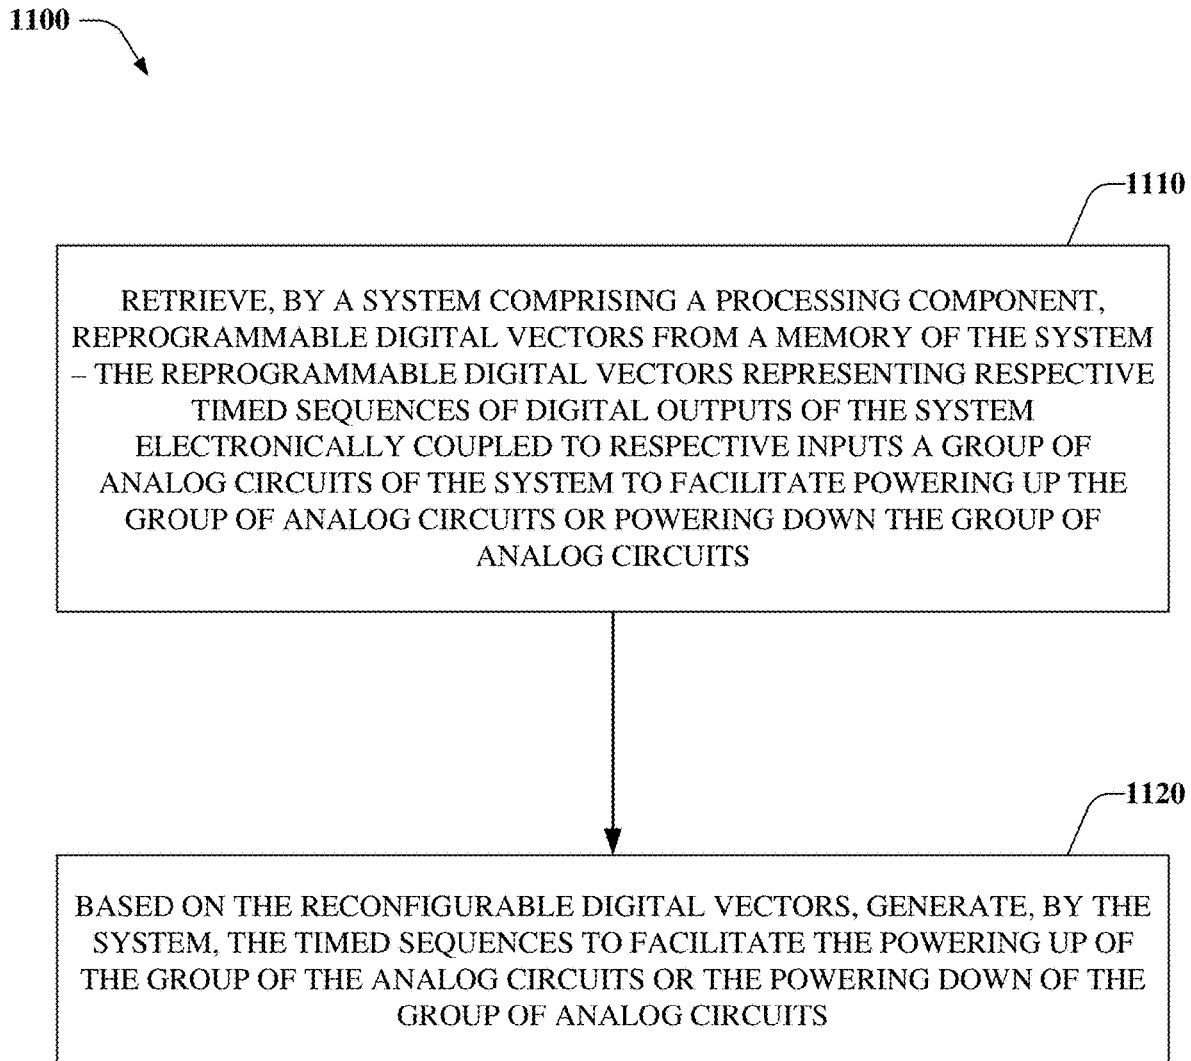 1100
1110
RETRIEVE, BY A SYSTEM COMPRISING A PROCESSING COMPONENT,
REPROGRAMMABLE DIGITAL VECTORS FROM A MEMORY OF THE SYSTEM
– THE REPROGRAMMABLE DIGITAL VECTORS REPRESENTING RESPECTIVE
TIMED SEQUENCES OF DIGITAL OUTPUTS OF THE SYSTEM
ELECTRONICALLY COUPLED TO RESPECTIVE INPUTS A GROUP OF
ANALOG CIRCUITS OF THE SYSTEM TO FACILITATE POWERING UP THE
GROUP OF ANALOG CIRCUITS OR POWERING DOWN THE GROUP OF
ANALOG CIRCUITS
1120
BASED ON THE RECONFIGURABLE DIGITAL VECTORS, GENERATE, BY THE
SYSTEM, THE TIMED SEQUENCES TO FACILITATE THE POWERING UP OF
THE GROUP OF THE ANALOG CIRCUITS OR THE POWERING DOWN OF THE
GROUP OF ANALOG CIRCUITS